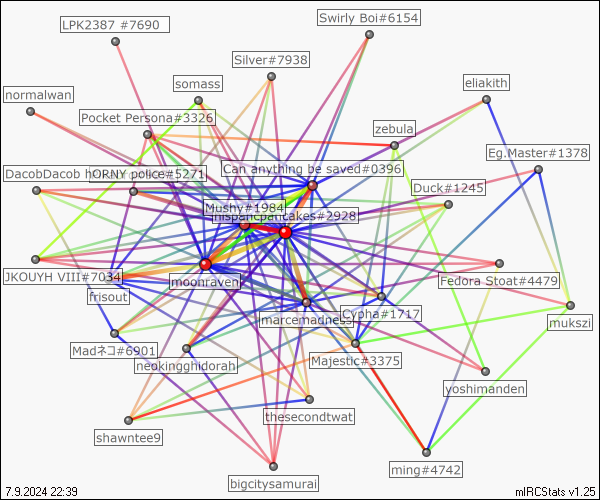 LPK2387 #7690
Swirly Boi#6154
Silver#7938
somass
eliakith
normalwan
Pocket Persona#3326
zebula
Eg.Master#1378
Can anything be saved#0396
DacobDacob
ORNY police#5271
Duck#1245
Mushy#1984
pancakes#2928
JKOUYH VIII#7034
moonraven
Fedora Stoat#4479
frisout
marcemadness
Cypha#1717
mukszi
Madネコ#6901
neokingghidorah
Majestic#3375
yoshimanden
thesecondtwat
shawntee9
ming#4742
bigcitysamurai
7.9.2024 22:39
mIRCStats v1.25